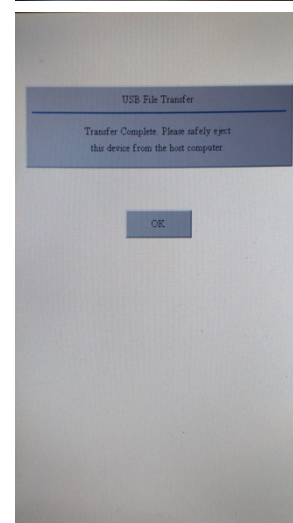 USB File Transfer
Transfer Complete. Please safely eject
this device from the host computer
OK